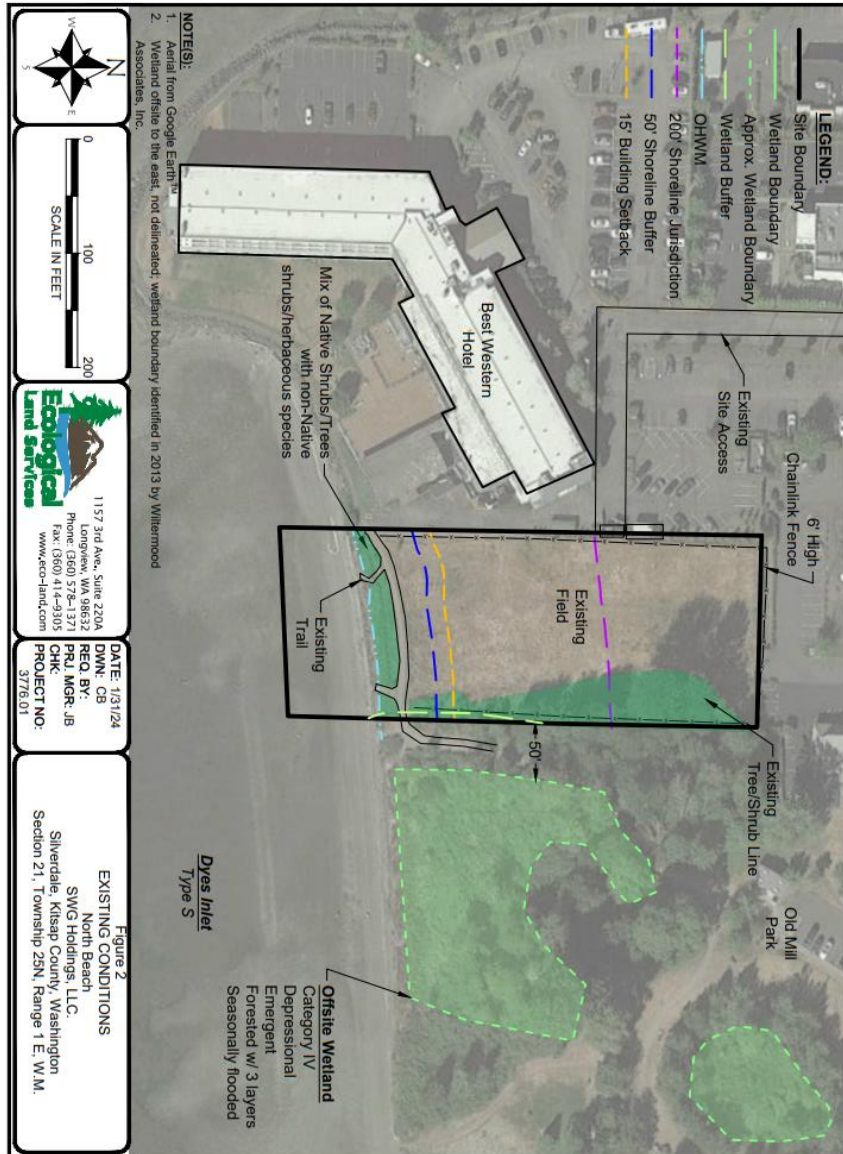 LEGEND:
Site Boundary
Wetland Boundary
Approx. Wetland Boundary
Wetland Buffer
OHWM
200' Shoreline Jurisdiction
50' Shoreline Buffer
15' Building Setback
6' High
Chainlink Fence
Existing
Site Access
Best Western
Hotel
Mix of Native Shrubs/Trees
with non-Native
shrubs/herbaceous species
Existing
Field
Existing
Trail
Existing
Tree/Shrub Line
50'
Old Mill
Park
Dyes Inlet
Type S
Offsite Wetland
Category IV
Depressional
Emergent
Forested w/ 3 layers
Seasonally flooded
NOTE(S):
1. Aerial from Google Earth™
2. Wetland offsite to the east, not delineated; wetland boundary identified in 2013 by Wiltermood
Associates, Inc.
N
W
E
S
0
100
200
SCALE IN FEET
Ecological
Land Services
1157 3rd Ave., Suite 220A
Longview, WA 98632
Phone: (360) 578-1371
Fax: (360) 414-9305
www.eco-land.com
DATE: 1/31/24
DWN: CB
REQ. BY:
PRJ. MGR: JB
CHK:
PROJECT NO:
3776.01
Figure 2
EXISTING CONDITIONS
North Beach
SWG Holdings, LLC.
Silverdale, Kitsap County, Washington
Section 21, Township 25N, Range 1 E, W.M.